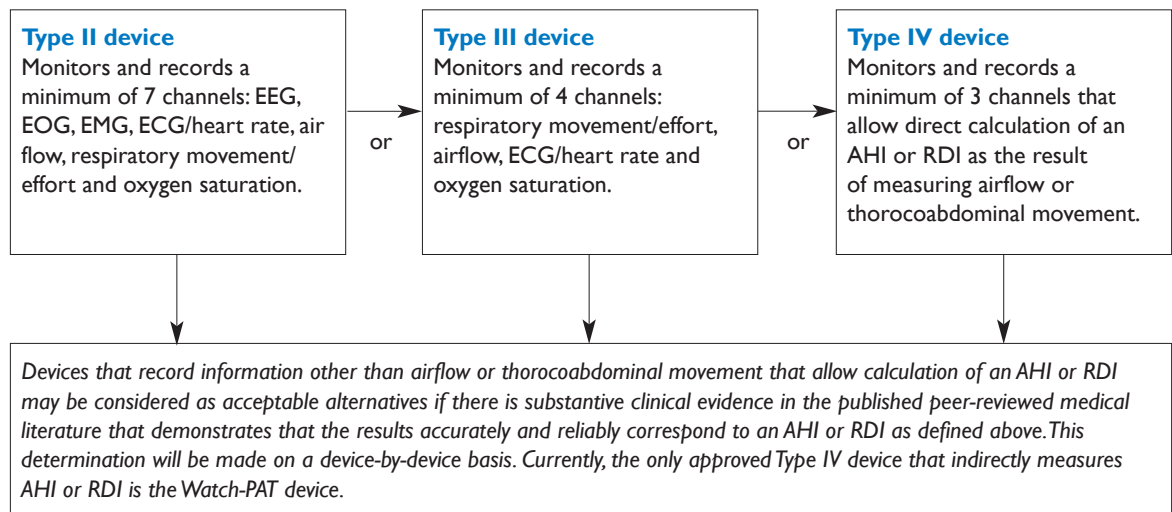 Type II device
Monitors and records a
minimum of 7 channels: EEG,
EOG, EMG, ECG/heart rate, air
flow, respiratory movement/
effort and oxygen saturation.
or
Type III device
Monitors and records a
minimum of 4 channels:
respiratory movement/effort,
airflow, ECG/heart rate and
oxygen saturation.
or
Type IV device
Monitors and records a
minimum of 3 channels that
allow direct calculation of an
AHI or RDI as the result
of measuring airflow or
thorocoabdominal movement.
Devices that record information other than airflow or thorocoabdominal movement that allow calculation of an AHI or RDI
may be considered as acceptable alternatives if there is substantive clinical evidence in the published peer-reviewed medical
literature that demonstrates that the results accurately and reliably correspond to an AHI or RDI as defined above. This
determination will be made on a device-by-device basis. Currently, the only approved Type IV device that indirectly measures
AHI or RDI is the Watch-PAT device.